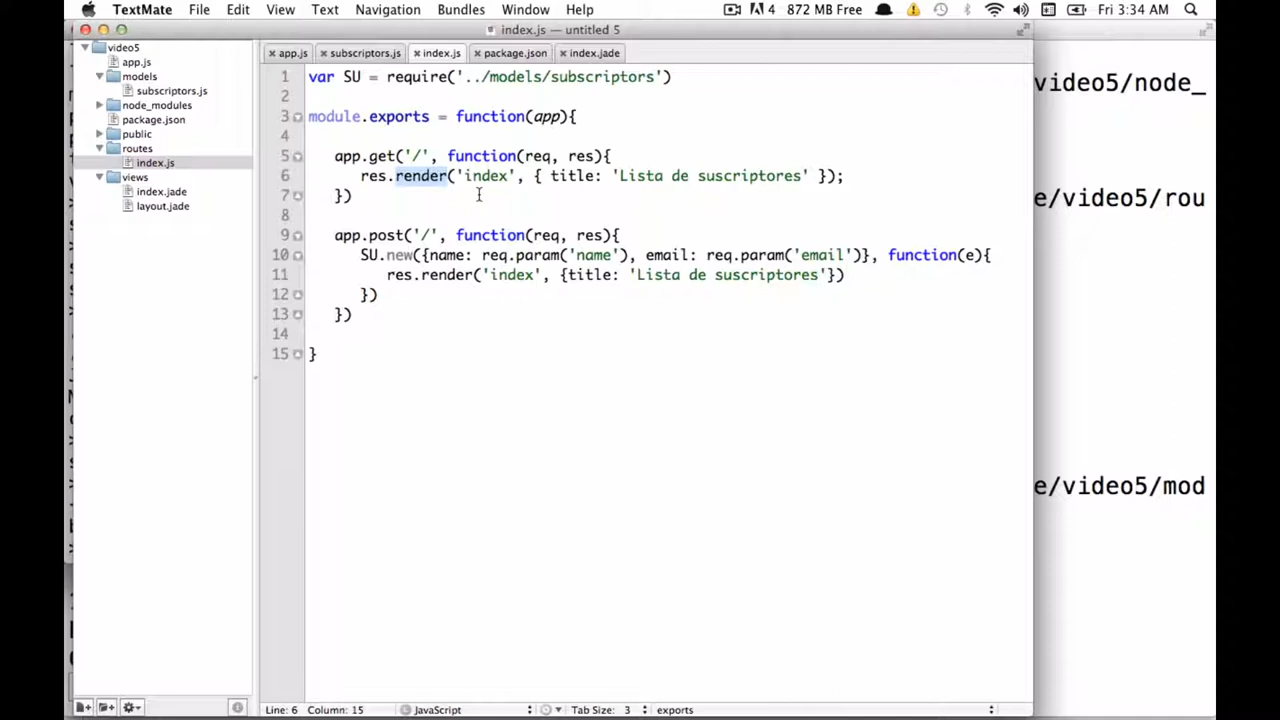 TextMate File Edit View Text Navigation Bundles Window Help 4 872 MB Free Fri 3:34 AM
index.js — untitled 5
video5
app.js
models
subscriptors.js
node_modules
package.json
public
routes
index.js
views
index.jade
layout.jade
app.js subscriptors.js index.js package.json index.jade
1 var SU = require('../models/subscriptors')
2
3 module.exports = function(app){
4
5 app.get('/', function(req, res){
6 res.render('index', { title: 'Lista de suscriptores' });
7 })
8
9 app.post('/', function(req, res){
10 SU.new({name: req.param('name'), email: req.param('email')}, function(e){
11 res.render('index', {title: 'Lista de suscriptores'})
12 })
13 })
14
15 }
Line: 6 Column: 15 JavaScript Tab Size: 3 exports
video5/node_
e/video5/rou
e/video5/mod